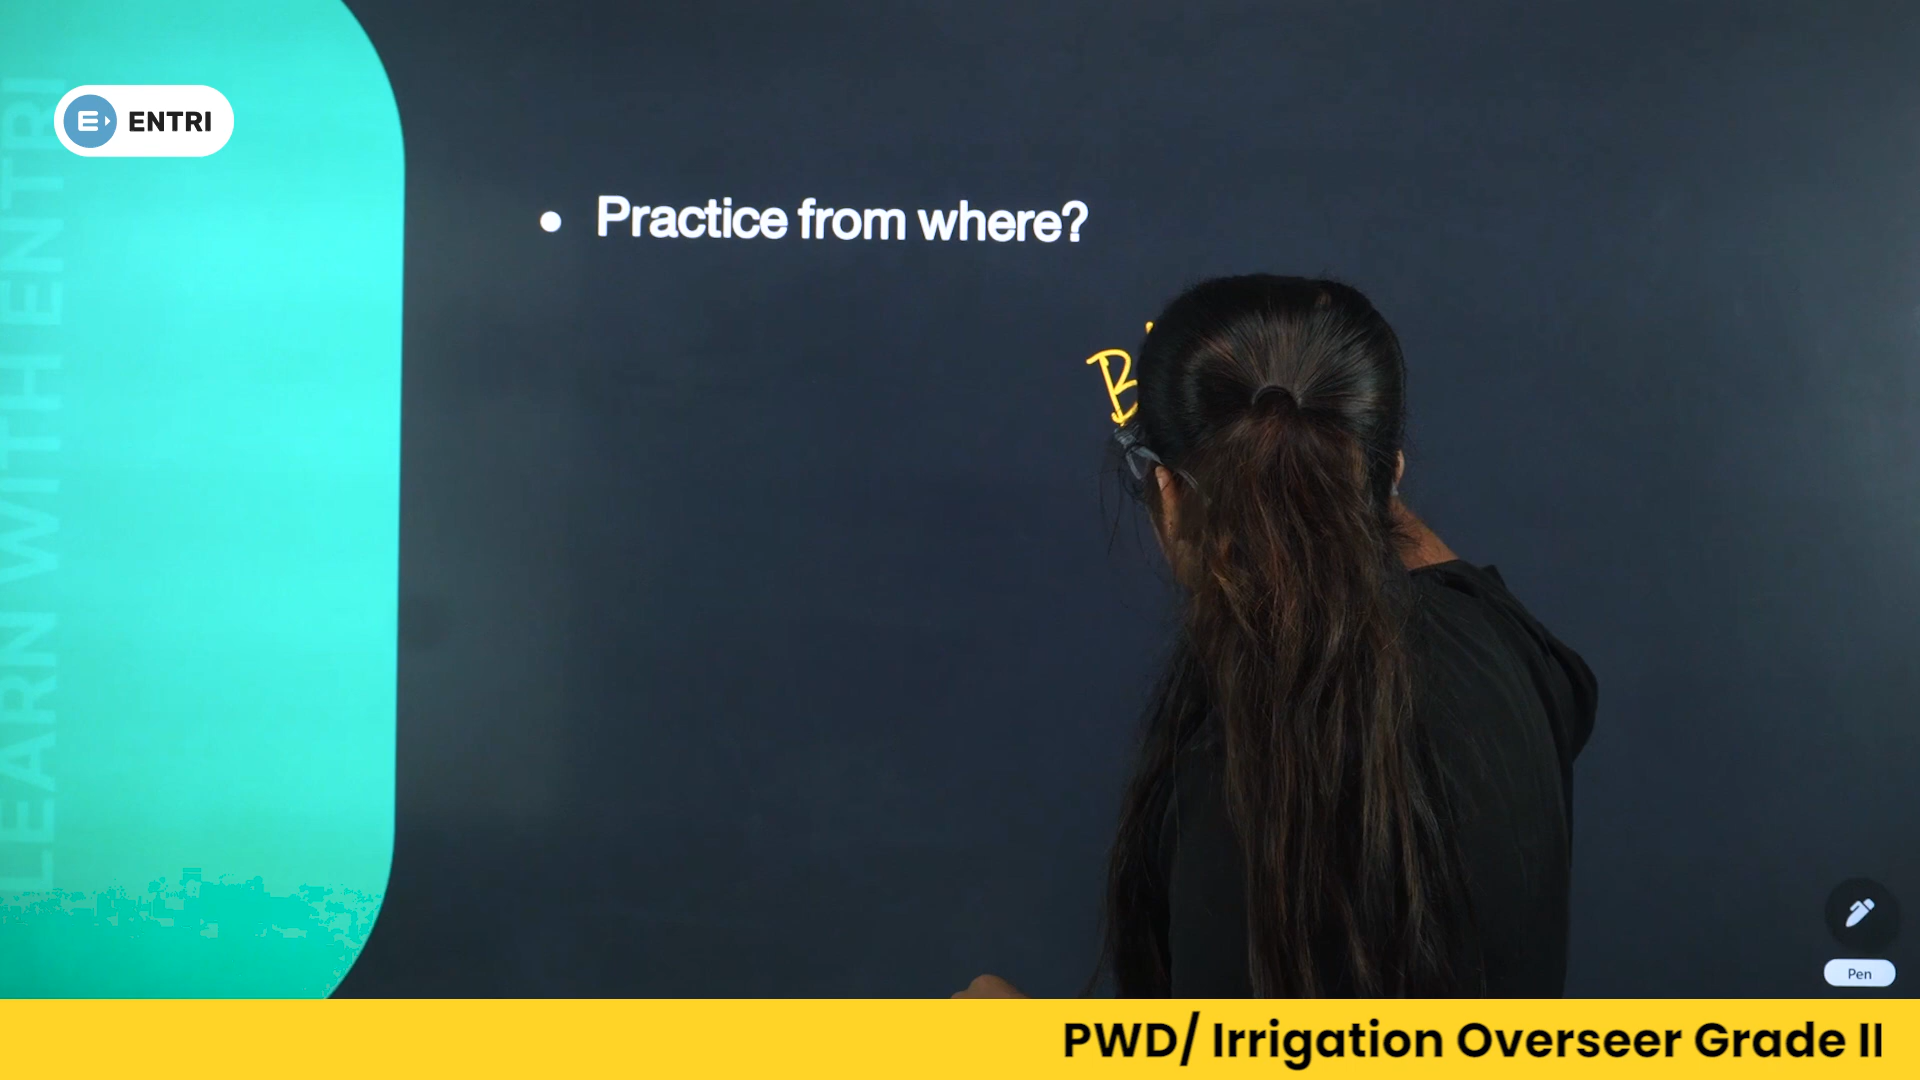 ENTRI
LEARN WITH ENTRI
• Practice from where?
B
Pen
PWD/ Irrigation Overseer Grade II